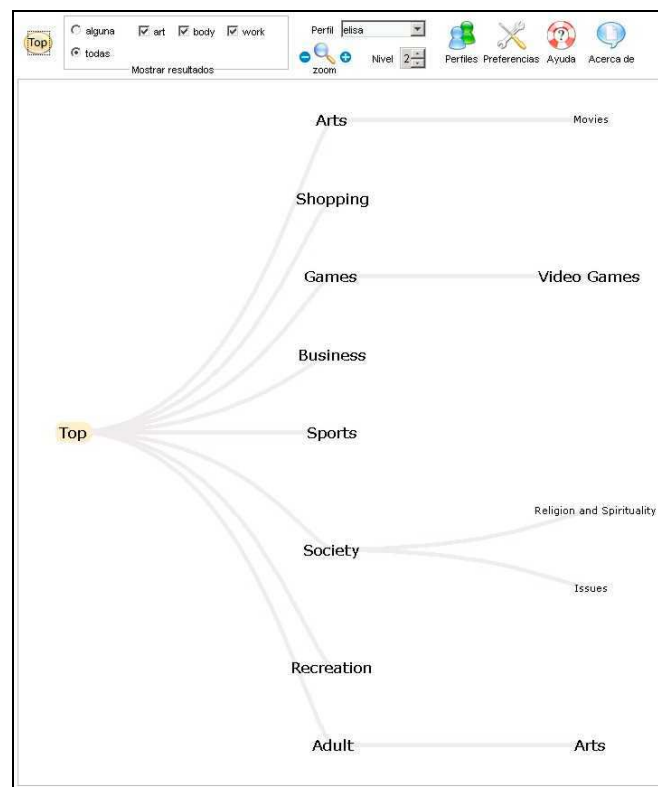 Top
alguna art body work
todas
Mostrar resultados
Perfil elisa
zoom
Nivel 2
Perfiles Preferencias Ayuda Acerca de
Arts Movies
Shopping
Games Video Games
Business
Top Sports
Religion and Spirituality
Society
Issues
Recreation
Adult Arts